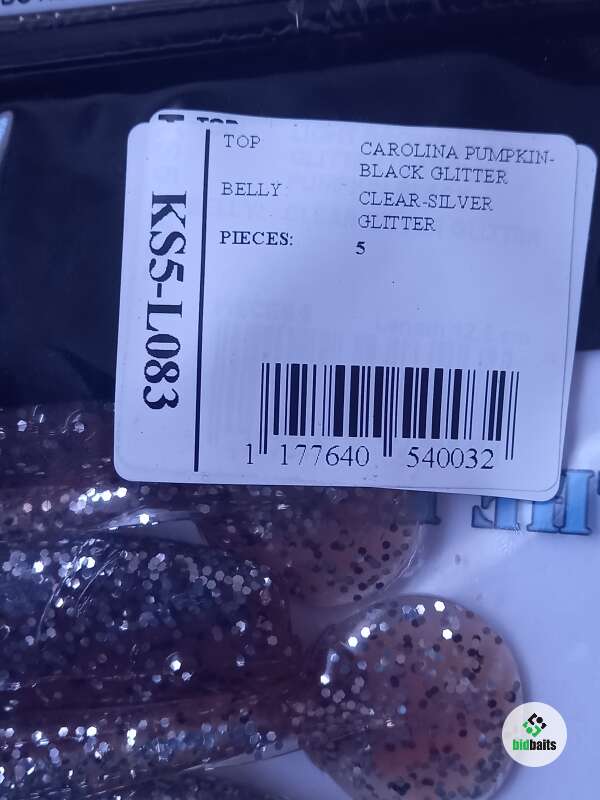 TOP
CAROLINA PUMPKIN-
BLACK GLITTER
BELLY
CLEAR-SILVER
GLITTER
PIECES:
5
KS5-L083
1 177640 540032
bidbaits